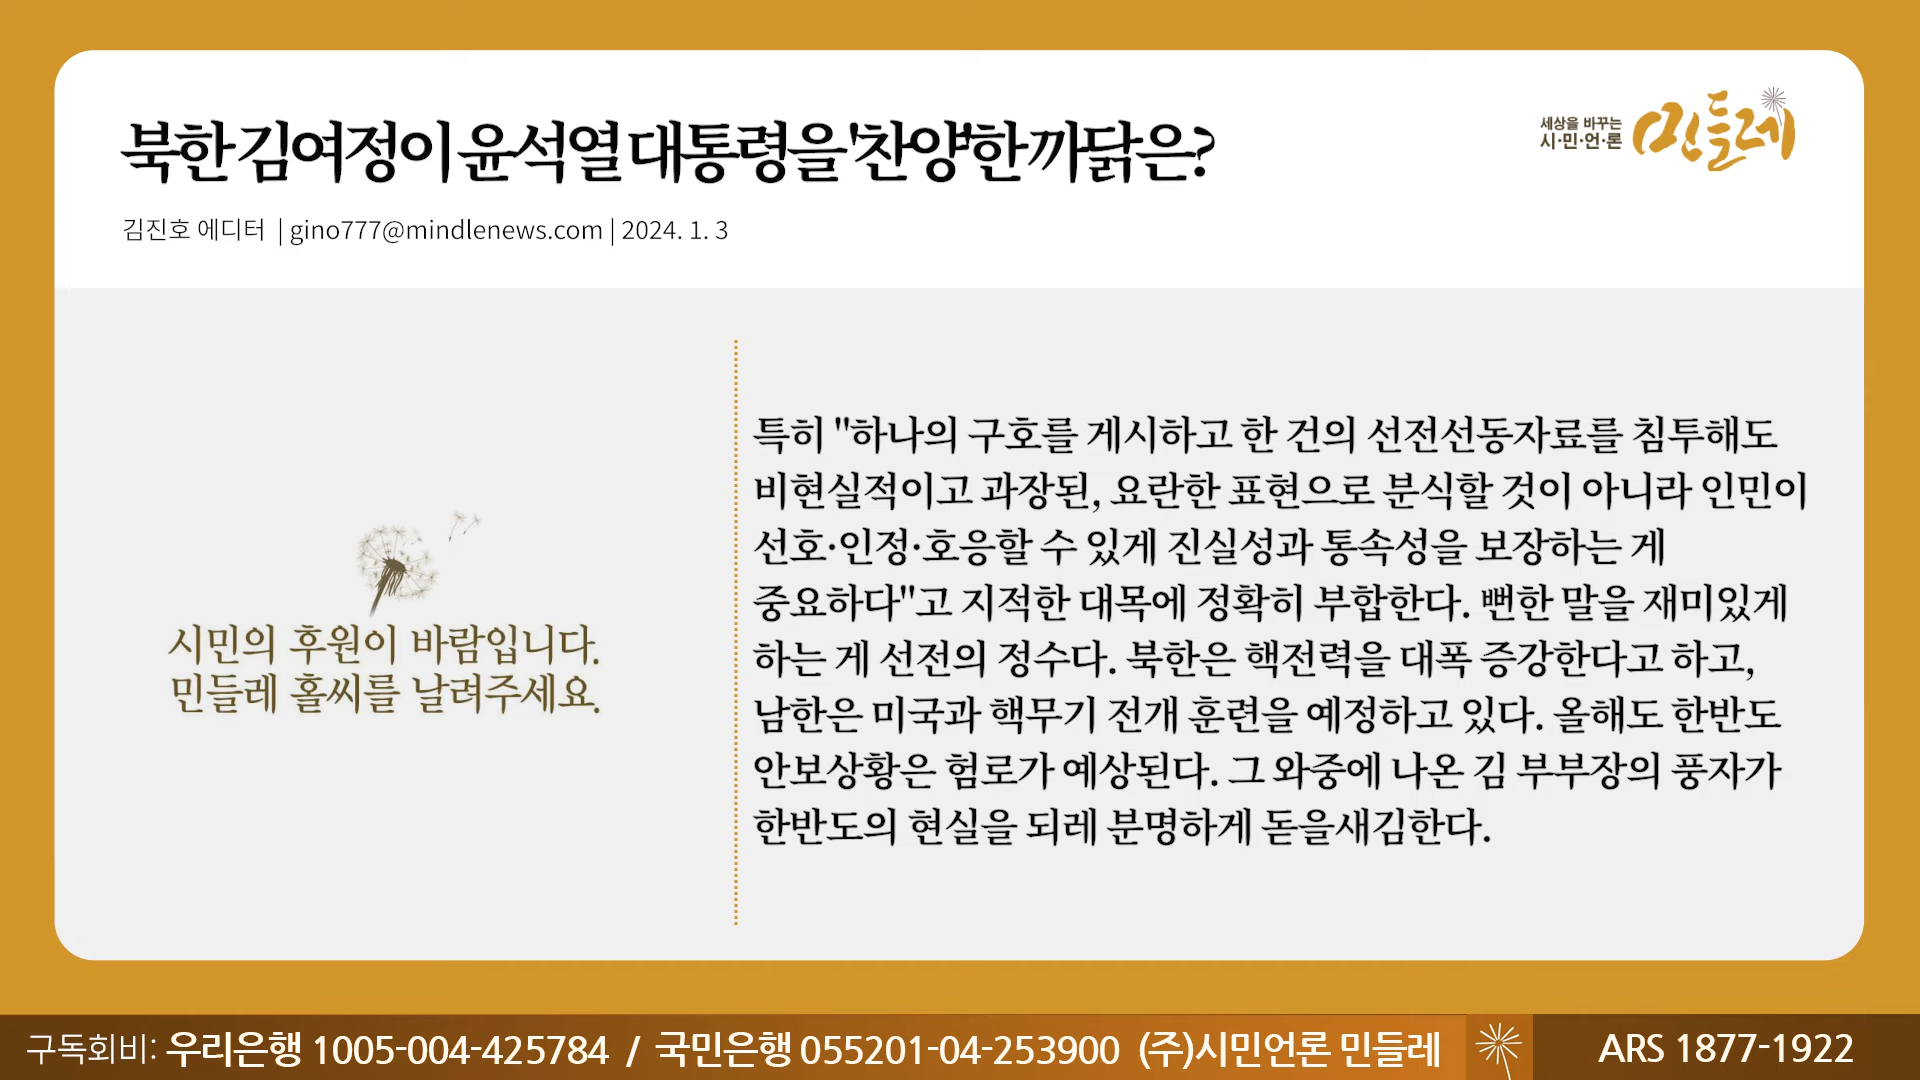 북한 김여정이 윤석열 대통령을 '찬양'한 까닭은?
세상을 바꾸는
시·민·언·론
민들레
김진호 에디터 | gino777@mindlenews.com | 2024. 1. 3
시민의 후원이 바람입니다.
민들레 홀씨를 날려주세요.
특히 "하나의 구호를 게시하고 한 건의 선전선동자료를 침투해도
비현실적이고 과장된, 요란한 표현으로 분식할 것이 아니라 인민이
선호·인정·호응할 수 있게 진실성과 통속성을 보장하는 게
중요하다"고 지적한 대목에 정확히 부합한다. 뻔한 말을 재미있게
하는 게 선전의 정수다. 북한은 핵전력을 대폭 증강한다고 하고,
남한은 미국과 핵무기 전개 훈련을 예정하고 있다. 올해도 한반도
안보상황은 험로가 예상된다. 그 와중에 나온 김 부부장의 풍자가
한반도의 현실을 되레 분명하게 돋을새김한다.
구독회비: 우리은행 1005-004-425784 / 국민은행 055201-04-253900 (주)시민언론 민들레
ARS 1877-1922